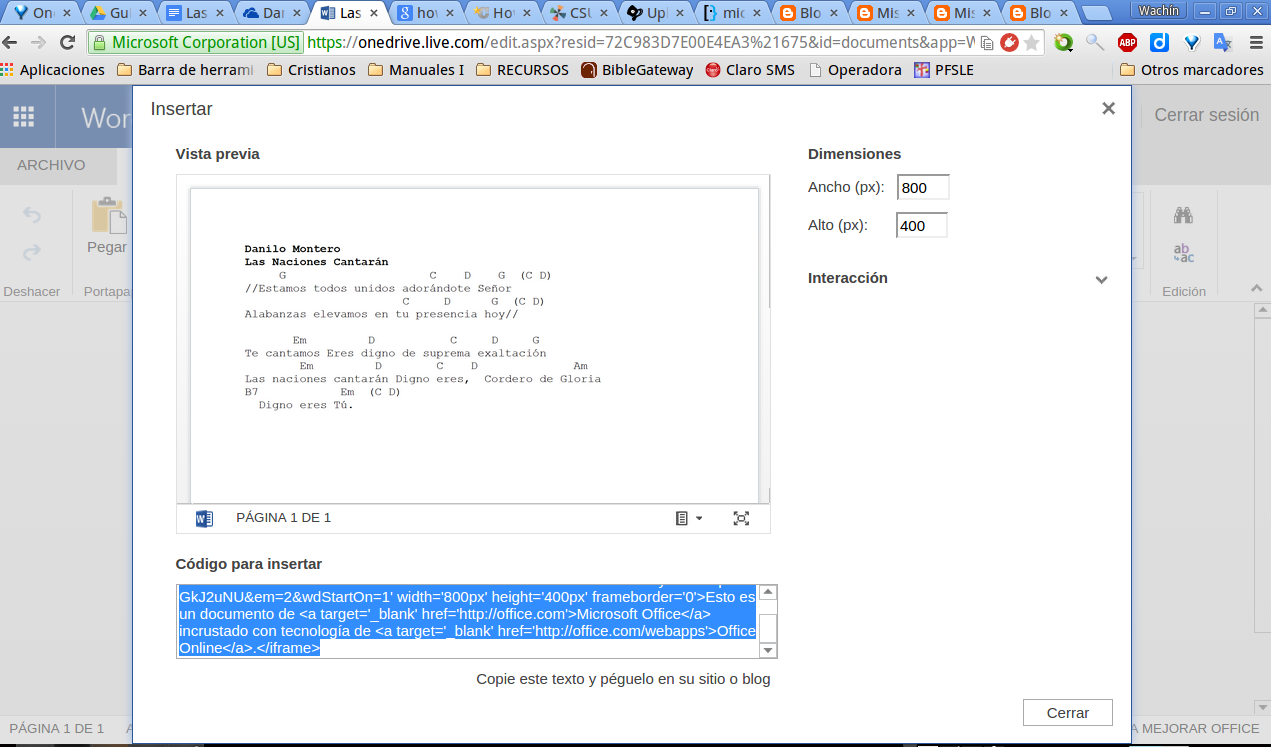 One
Gui
Las
Dan
Las
how
How
CSU
Upl
mic
Blo
Mis
Mis
Blo
Wachin
Microsoft Corporation [US] https://onedrive.live.com/edit.aspx?resid=72C983D7E00E4EA3%21675&id=documents&app=W
Aplicaciones Barra de herrami Cristianos Manuales I RECURSOS BibleGateway Claro SMS Operadora PFSLE Otros marcadores
Wor
Cerrar sesión
ARCHIVO
Pegar
Deshacer
Portapap
Edición
Insertar
Vista previa
Danilo Montero
Las Naciones Cantarán
G C D G (C D)
//Estamos todos unidos adorándote Señor
C D G (C D)
Alabanzas elevamos en tu presencia hoy//
Em D C D G
Te cantamos Eres digno de suprema exaltación
Em D C D Am
Las naciones cantarán Digno eres, Cordero de Gloria
B7 Em (C D)
Digno eres Tú.
PÁGINA 1 DE 1
Dimensiones
Ancho (px): 800
Alto (px): 400
Interacción
Código para insertar
GkJ2uNU&em=2&wdStartOn=1' width='800px' height='400px' frameborder='0'>Esto es
un documento de <a target='_blank' href='http://office.com'>Microsoft Office</a>
incrustado con tecnología de <a target='_blank' href='http://office.com/webapps'>Office
Online</a>.</iframe>
Copie este texto y péguelo en su sitio o blog
Cerrar
PÁGINA 1 DE 1
A MEJORAR OFFICE